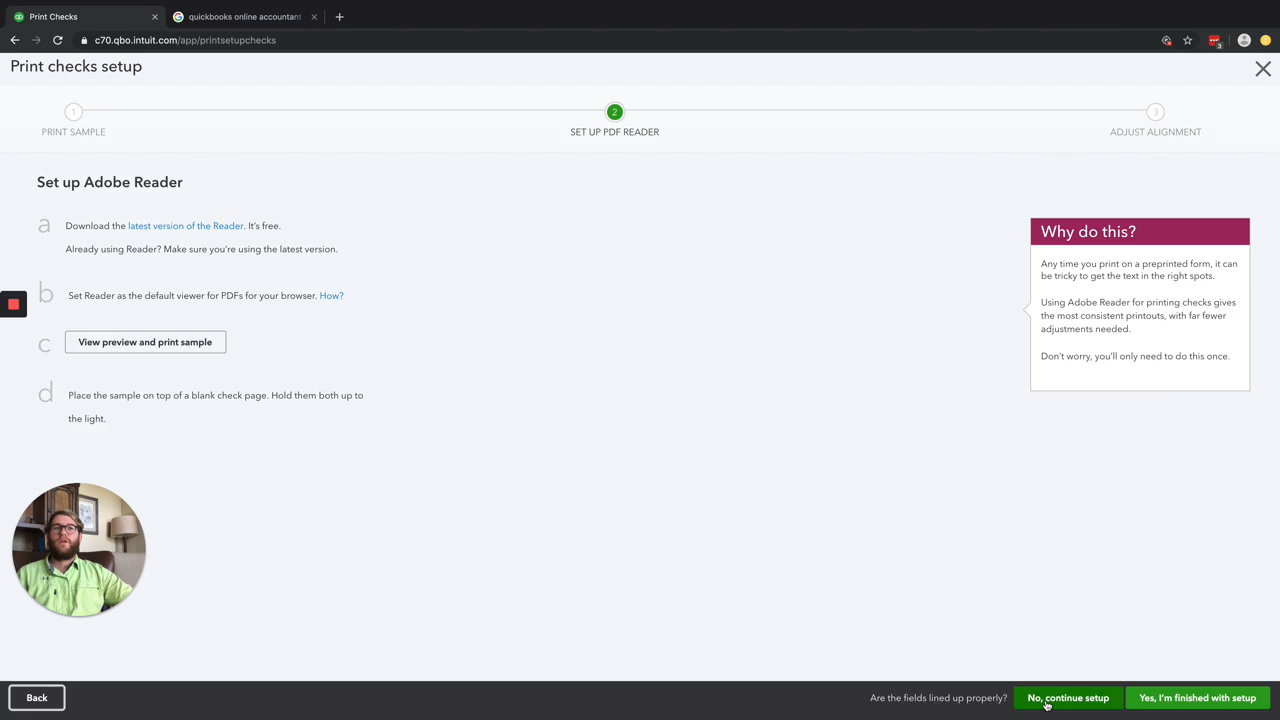 Print Checks
quickbooks online accountant
c70.qbo.intuit.com/app/printsetupchecks
3
Print checks setup
1
2
3
PRINT SAMPLE
SET UP PDF READER
ADJUST ALIGNMENT
Set up Adobe Reader
a
Download the latest version of the Reader. It's free.
Already using Reader? Make sure you're using the latest version.
b
Set Reader as the default viewer for PDFs for your browser. How?
c
View preview and print sample
d
Place the sample on top of a blank check page. Hold them both up to
the light.
Why do this?
Any time you print on a preprinted form, it can
be tricky to get the text in the right spots.
Using Adobe Reader for printing checks gives
the most consistent printouts, with far fewer
adjustments needed.
Don't worry, you'll only need to do this once.
Back
Are the fields lined up properly?
No, continue setup
Yes, I'm finished with setup